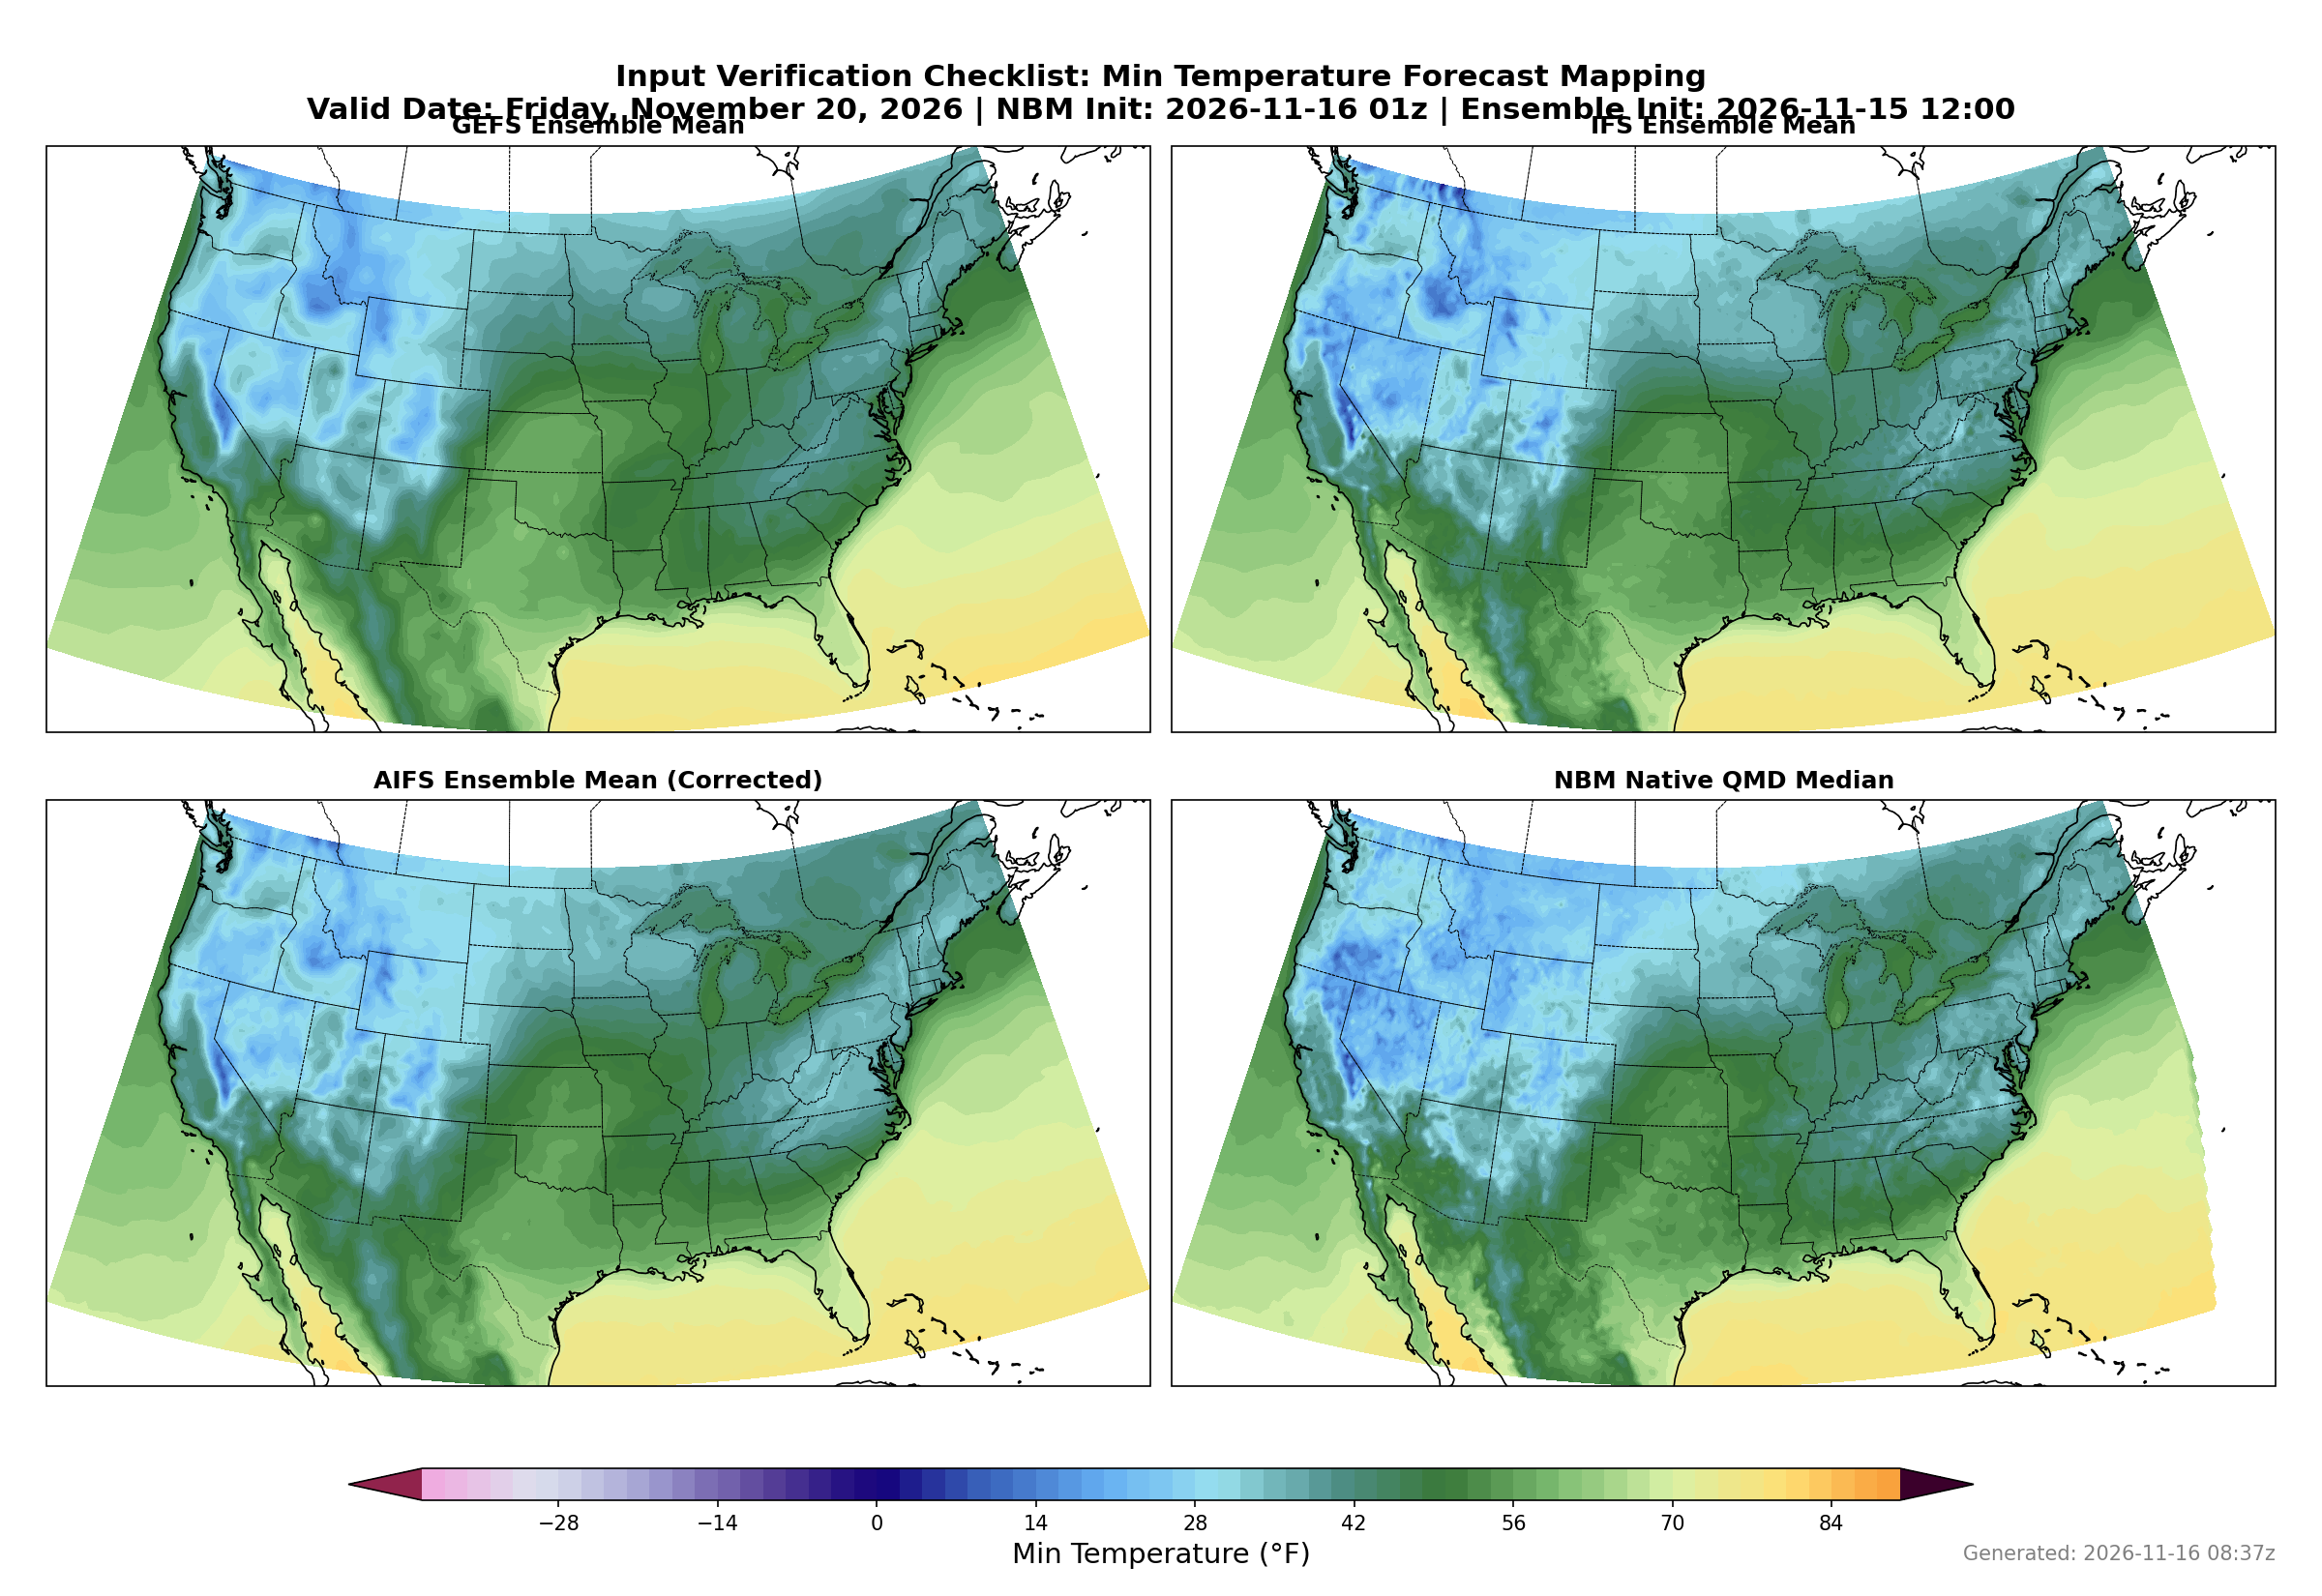 Input Verification Checklist: Min Temperature Forecast Mapping
Valid Date: Friday, November 20, 2026 | NBM Init: 2026-11-16 01z | Ensemble Init: 2026-11-15 12:00
GEFS Ensemble Mean
IFS Ensemble Mean
AIFS Ensemble Mean (Corrected)
NBM Native QMD Median
−28 −14 0 14 28 42 56 70 84
Min Temperature (°F)
Generated: 2026-11-16 08:37z